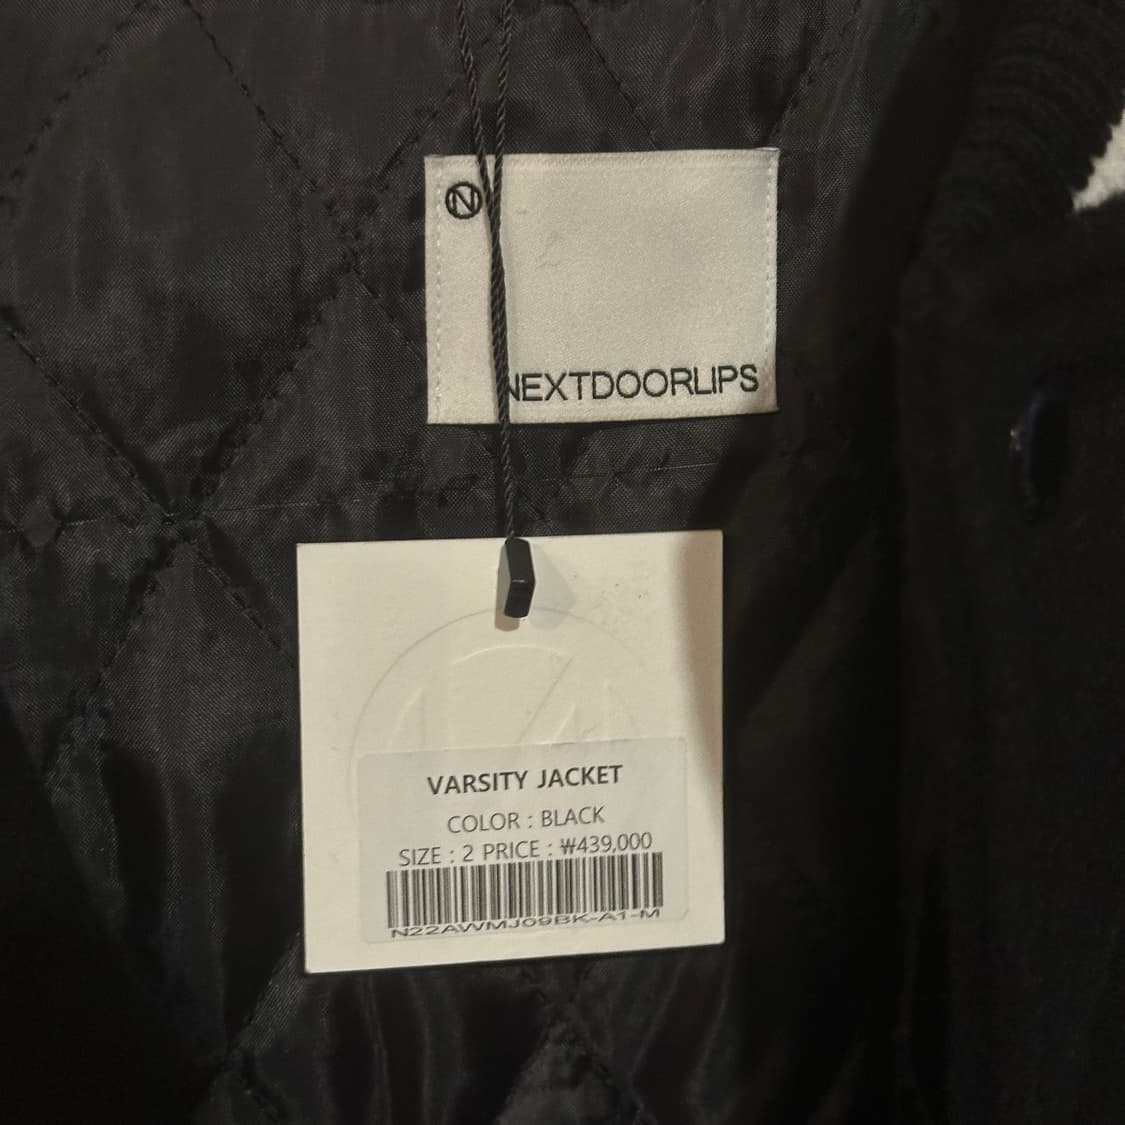 N
NEXTDOORLIPS
VARSITY JACKET
COLOR : BLACK
SIZE : 2 PRICE : ₩439,000
N22AWMJ09BK-A1-M